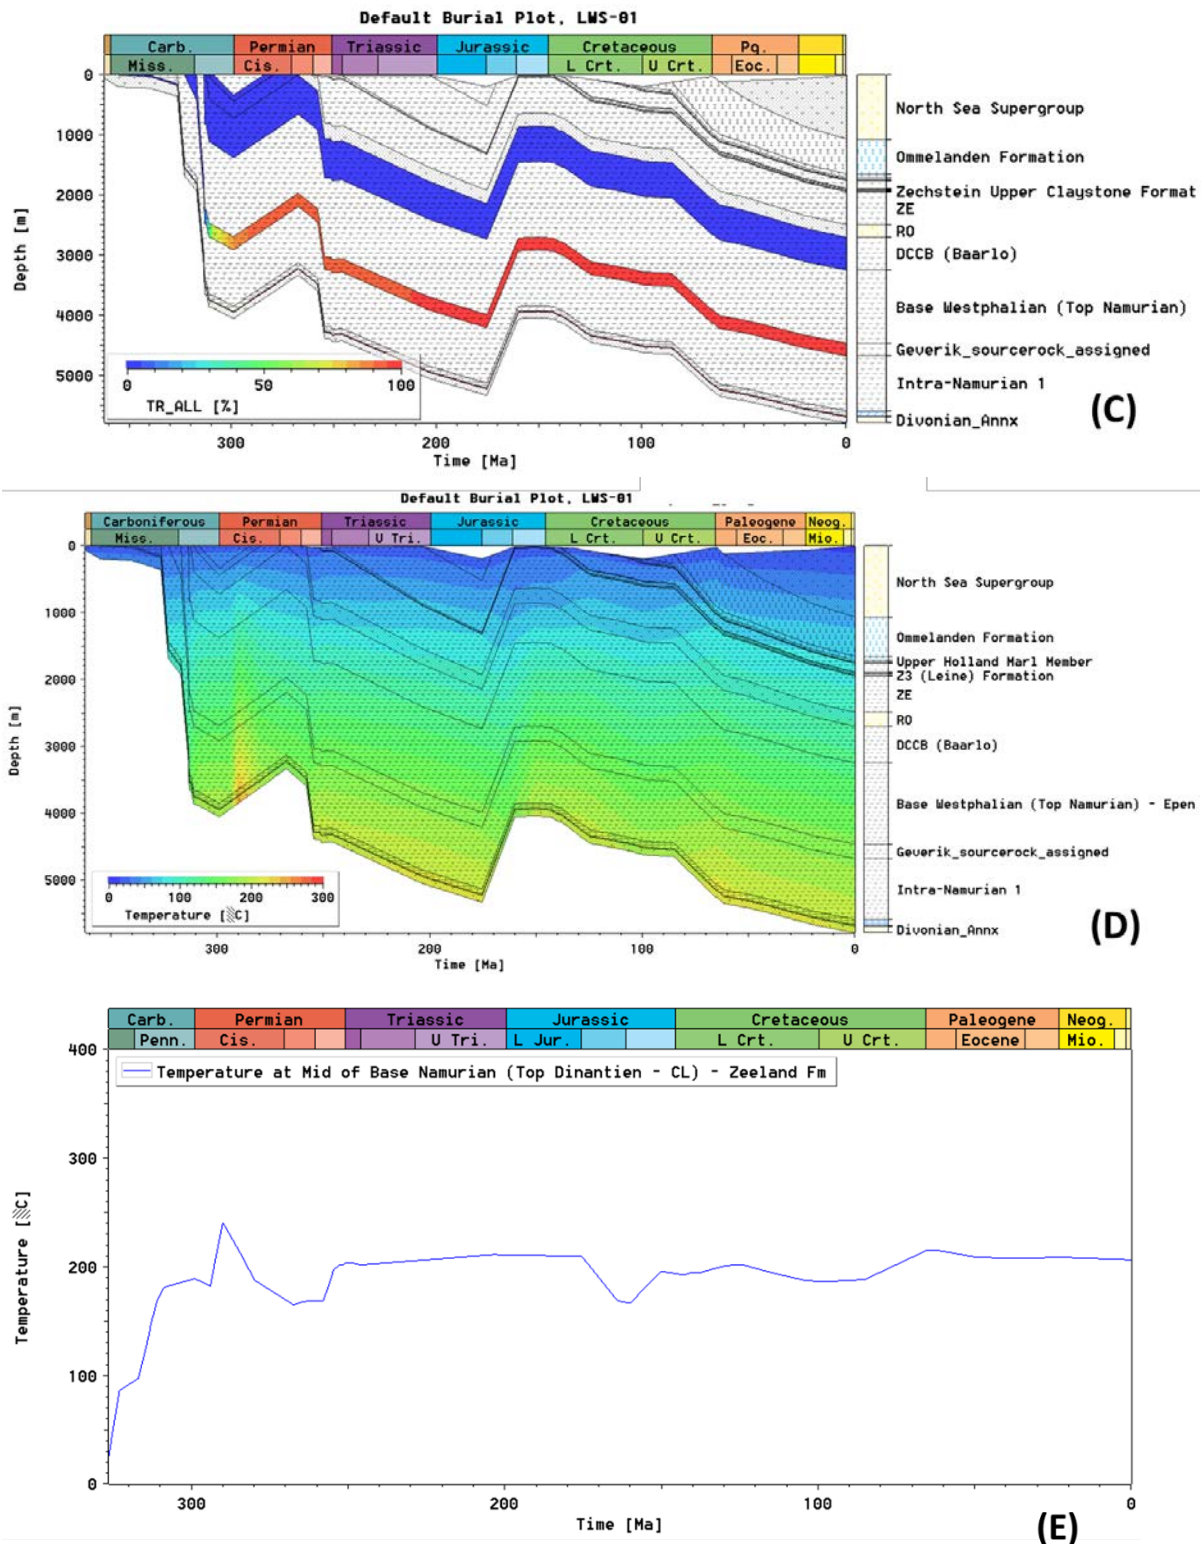 Default Burial Plot, LWS-01
Carb. Permian Triassic Jurassic Cretaceous Pq.
Miss. Cis. L Crt. U Crt. Eoc.
0
1000
2000
3000
4000
5000
Depth [m]
North Sea Supergroup
Ommelanden Formation
Zechstein Upper Claystone Format
ZE
RO
DCCB (Baarlo)
Base Westphalian (Top Namurian)
Geverik_sourcerock_assigned
Intra-Namurian 1
Divonian_Annx
0 50 100
TR_ALL [%]
(C)
300 200 100 0
Time [Ma]
Default Burial Plot, LWS-01
Carboniferous Permian Triassic Jurassic Cretaceous Paleogene Neog.
Miss. Cis. U Tri. L Crt. U Crt. Eoc. Mio.
0
1000
2000
3000
4000
5000
Depth [m]
North Sea Supergroup
Ommelanden Formation
Upper Holland Marl Member
Z3 (Leine) Formation
ZE
RO
DCCB (Baarlo)
Base Westphalian (Top Namurian) - Epen
Geverik_sourcerock_assigned
Intra-Namurian 1
Divonian_Annx
0 100 200 300
Temperature [C]
(D)
300 200 100 0
Time [Ma]
Carb. Permian Triassic Jurassic Cretaceous Paleogene Neog.
Penn. Cis. U Tri. L Jur. L Crt. U Crt. Eocene Mio.
400
300
200
100
0
Temperature [C]
Temperature at Mid of Base Namurian (Top Dinantien - CL) - Zeeland Fm
300 200 100 0
Time [Ma]
(E)